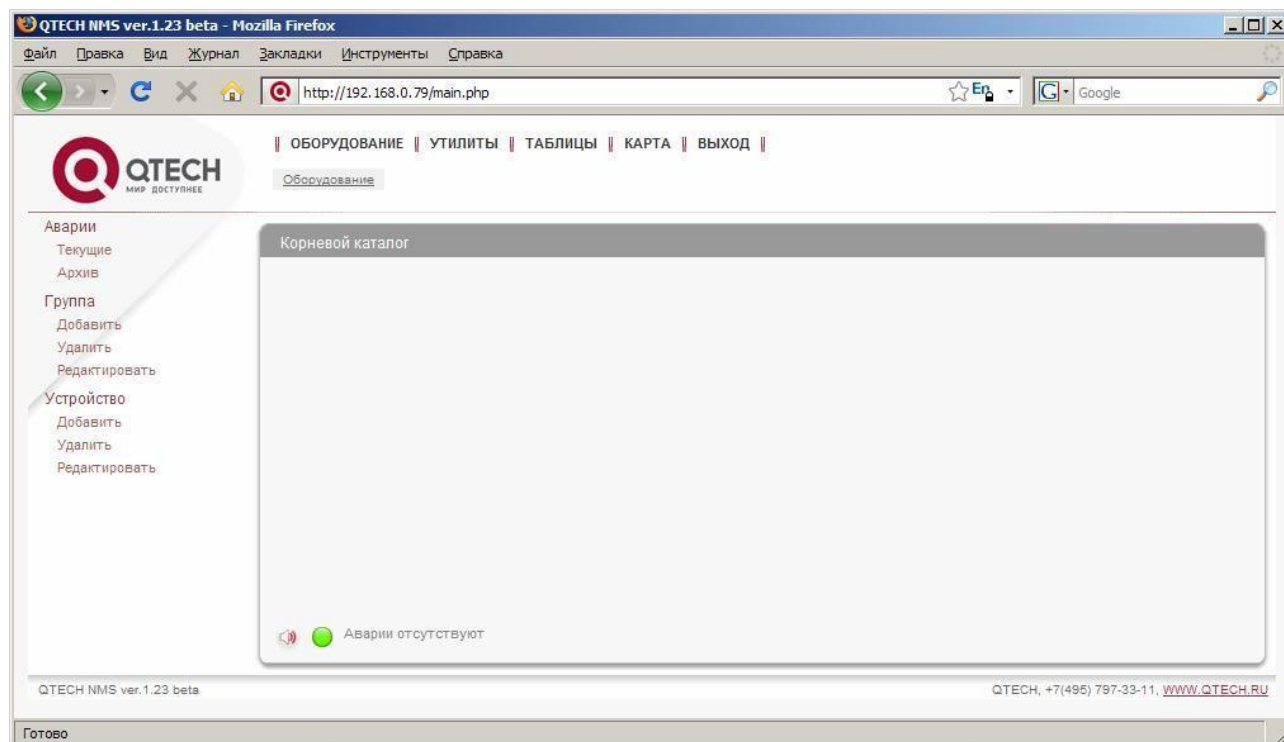 QTECH NMS ver.1.23 beta - Mozilla Firefox
Файл Правка Вид Журнал Закладки Инструменты Справка
http://192.168.0.79/main.php
En
G
Google
QTECH
МИР ДОСТУПНЕЕ
ОБОРУДОВАНИЕ || УТИЛИТЫ || ТАБЛИЦЫ || КАРТА || ВЫХОД
Оборудование
Аварии
Текущие
Архив
Группа
Добавить
Удалить
Редактировать
Устройство
Добавить
Удалить
Редактировать
Корневой каталог
Аварии отсутствуют
QTECH NMS ver.1.23 beta
QTECH, +7(495) 797-33-11, WWW.QTECH.RU
Готово